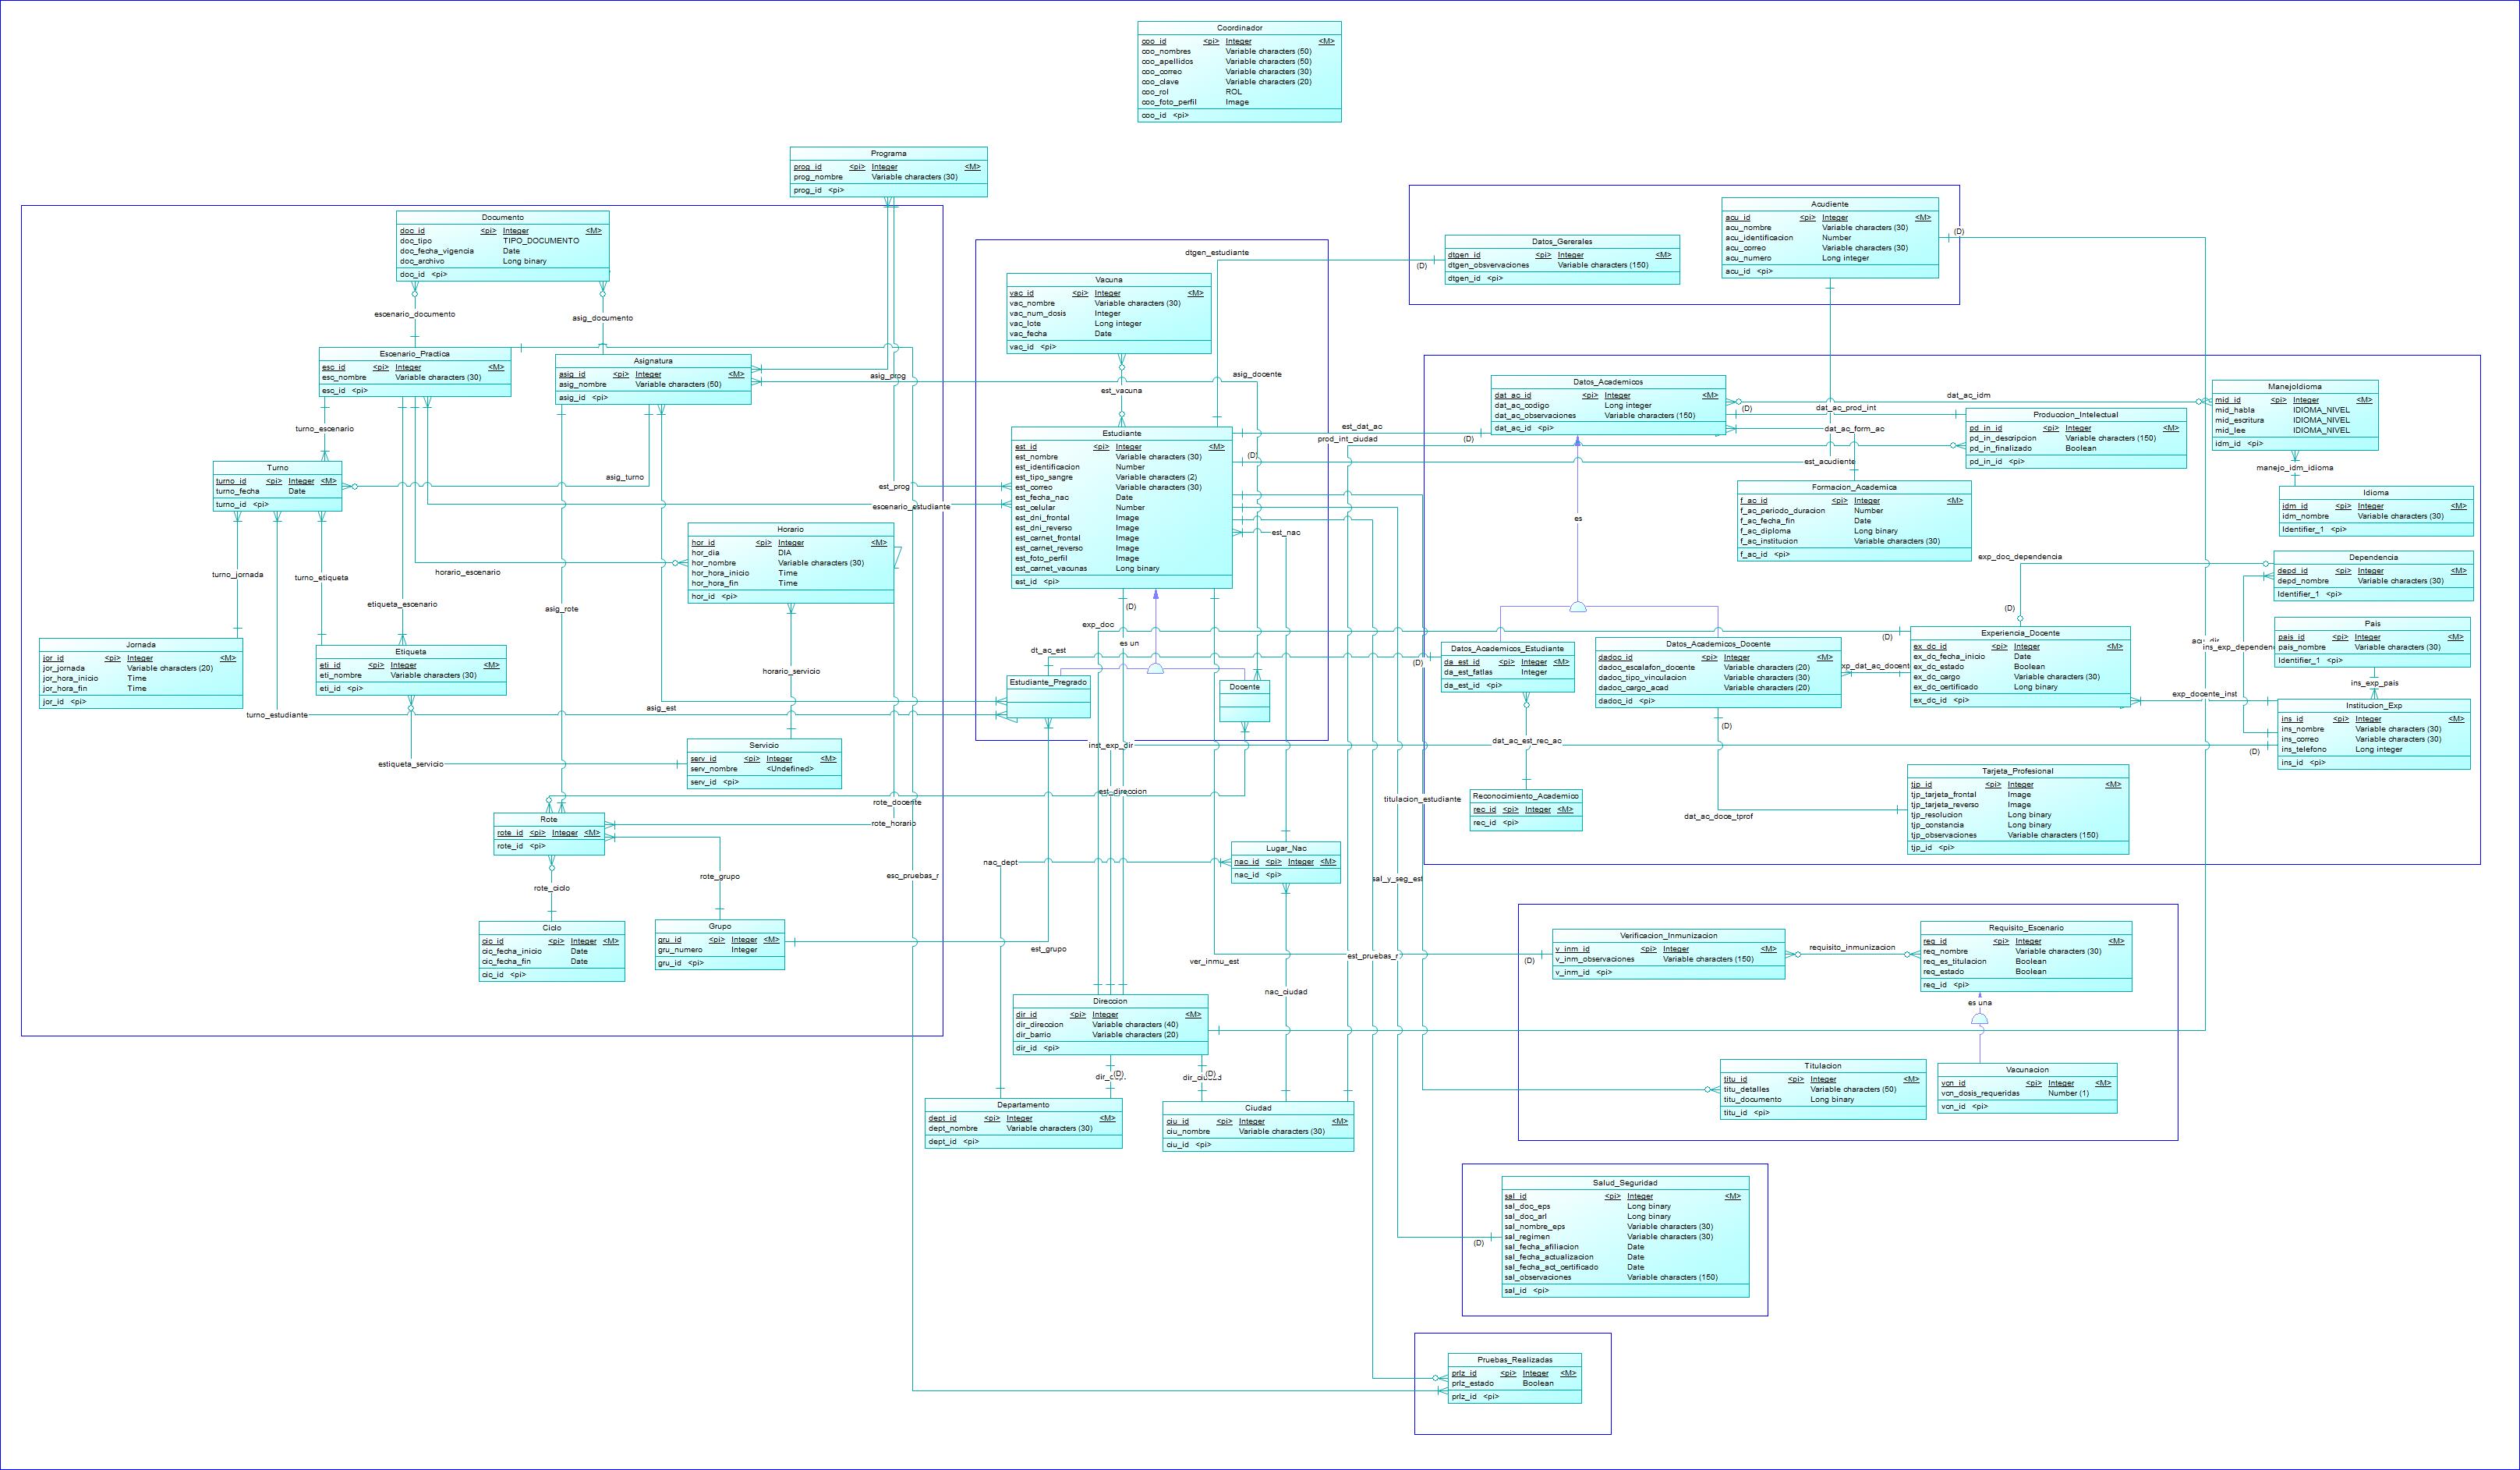 Coordinador
coo_id <pi> Integer <M>
coo_nombres Variable characters (50)
coo_apellidos Variable characters (50)
coo_correo Variable characters (30)
coo_clave Variable characters (20)
coo_rol ROL
coo_foto_perfil Image
coo_id <pi>
Programa
prog_id <pi> Integer <M>
prog_nombre Variable characters (30)
prog_id <pi>
Documento
doc_id <pi> Integer <M>
doc_tipo TIPO_DOCUMENTO
doc_fecha_vigencia Date
doc_archivo Long binary
doc_id <pi>
escenario_documento
asig_documento
Escenario_Practica
esc_id <pi> Integer <M>
esc_nombre Variable characters (30)
esc_id <pi>
Asignatura
asig_id <pi> Integer <M>
asig_nombre Variable characters (50)
asig_id <pi>
asig_prog
asig_docente
turno_escenario
Turno
turno_id <pi> Integer <M>
turno_fecha Date
turno_id <pi>
asig_turno
est_prog
escenario_estudiante
Horario
hor_id <pi> Integer <M>
hor_dia DIA
hor_nombre Variable characters (30)
hor_hora_inicio Time
hor_hora_fin Time
hor_id <pi>
turno_jornada
turno_etiqueta
horario_escenario
etiqueta_escenario
asig_rote
Jornada
jor_id <pi> Integer <M>
jor_jornada Variable characters (20)
jor_hora_inicio Time
jor_hora_fin Time
jor_id <pi>
Etiqueta
eti_id <pi> Integer <M>
eti_nombre Variable characters (30)
eti_id <pi>
horario_servicio
turno_estudiante
asig_est
Servicio
serv_id <pi> Integer <M>
serv_nombre <Undefined>
serv_id <pi>
estiqueta_servicio
rote_docente
rote_horario
Rote
rote_id <pi> Integer <M>
rote_id <pi>
rote_ciclo
rote_grupo
esc_pruebas_r
Ciclo
cic_id <pi> Integer <M>
cic_fecha_inicio Date
cic_fecha_fin Date
cic_id <pi>
Grupo
gru_id <pi> Integer <M>
gru_numero Integer
gru_id <pi>
est_grupo
dtgen_estudiante
Vacuna
vac_id <pi> Integer <M>
vac_nombre Variable characters (30)
vac_num_dosis Integer
vac_lote Long integer
vac_fecha Date
vac_id <pi>
est_vacuna
Estudiante
est_id <pi> Integer <M>
est_nombre Variable characters (30)
est_identificacion Number
est_tipo_sangre Variable characters (2)
est_correo Variable characters (30)
est_fecha_nac Date
est_celular Number
est_dni_frontal Image
est_dni_reverso Image
est_carnet_frontal Image
est_carnet_reverso Image
est_foto_perfil Image
est_carnet_vacunas Long binary
est_id <pi>
(D)
(D)
exp_doc
es un
dt_ac_est
Estudiante_Pregrado
Docente
inst_exp_dir
est_direccion
est_nac
Lugar_Nac
nac_id <pi> Integer <M>
nac_id <pi>
nac_dept
ver_inmu_est
nac_ciudad
Direccion
dir_id <pi> Integer <M>
dir_direccion Variable characters (40)
dir_barrio Variable characters (20)
dir_id <pi>
(D)
(D)
Departamento
dept_id <pi> Integer <M>
dept_nombre Variable characters (30)
dept_id <pi>
Ciudad
ciu_id <pi> Integer <M>
ciu_nombre Variable characters (30)
ciu_id <pi>
Datos_Gererales
dtgen_id <pi> Integer <M>
dtgen_obsvervaciones Variable characters (150)
dtgen_id <pi>
(D)
Acudiente
acu_id <pi> Integer <M>
acu_nombre Variable characters (30)
acu_identificacion Number
acu_correo Variable characters (30)
acu_numero Long integer
acu_id <pi>
(D)
Datos_Academicos
dat_ac_id <pi> Integer <M>
dat_ac_codigo Long integer
dat_ac_observaciones Variable characters (150)
dat_ac_id <pi>
est_dat_ac
(D)
prod_int_ciudad
dat_ac_idm
(D)
dat_ac_prod_int
dat_ac_form_ac
est_acudiente
ManejoIdioma
mid_id <pi> Integer <M>
mid_habla IDIOMA_NIVEL
mid_escritura IDIOMA_NIVEL
mid_lee IDIOMA_NIVEL
idm_id <pi>
Produccion_Intelectual
pd_in_id <pi> Integer <M>
pd_in_descripcion Variable characters (150)
pd_in_finalizado Boolean
pd_in_id <pi>
manejo_idm_idioma
Formacion_Academica
f_ac_id <pi> Integer <M>
f_ac_periodo_duracion Number
f_ac_fecha_fin Date
f_ac_diploma Long binary
f_ac_institucion Variable characters (30)
f_ac_id <pi>
Idioma
idm_id <pi> Integer <M>
idm_nombre Variable characters (30)
Identifier_1 <pi>
es
exp_doc_dependencia
(D)
Dependencia
depd_id <pi> Integer <M>
depd_nombre Variable characters (30)
Identifier_1 <pi>
Pais
pais_id <pi> Integer <M>
pais_nombre Variable characters (30)
Identifier_1 <pi>
ins_exp_pais
Datos_Academicos_Estudiante
da_est_id <pi> Integer <M>
da_est_fatlas Integer
da_est_id <pi>
(D)
Datos_Academicos_Docente
dadoc_id <pi> Integer <M>
dadoc_escalafon_docente Variable characters (20)
dadoc_tipo_vinculacion Variable characters (30)
dadoc_cargo_acad Variable characters (20)
dadoc_id <pi>
(D)
Experiencia_Docente
ex_do_id <pi> Integer <M>
ex_do_fecha_inicio Date
ex_do_estado Boolean
ex_do_cargo Variable characters (30)
ex_do_certificado Long binary
ex_do_id <pi>
(D)
exp_docente_inst
Institucion_Exp
ins_id <pi> Integer <M>
ins_nombre Variable characters (30)
ins_correo Variable characters (30)
ins_telefono Long integer
ins_id <pi>
(D)
dat_ac_est_rec_ac
Reconocimiento_Academico
rec_id <pi> Integer <M>
rec_id <pi>
titulacion_estudiante
dat_ac_doce_tprof
Tarjeta_Profesional
tjp_id <pi> Integer <M>
tjp_tarjeta_frontal Image
tjp_tarjeta_reverso Image
tjp_resolucion Long binary
tjp_constancia Long binary
tjp_observaciones Variable characters (150)
tjp_id <pi>
sal_y_seg_est
est_pruebas_r
Verificacion_Inmunizacion
v_inm_id <pi> Integer <M>
v_inm_observaciones Variable characters (150)
v_inm_id <pi>
(D)
requisito_inmunizacion
Requisito_Escenario
req_id <pi> Integer <M>
req_nombre Variable characters (30)
req_es_titulacion Boolean
req_estado Boolean
req_id <pi>
es una
Titulacion
titu_id <pi> Integer <M>
titu_detalles Variable characters (50)
titu_documento Long binary
titu_id <pi>
Vacunacion
vcn_id <pi> Integer <M>
vcn_dosis_requeridas Number (1)
vcn_id <pi>
Salud_Seguridad
sal_id <pi> Integer <M>
sal_doc_eps Long binary
sal_doc_arl Long binary
sal_nombre_eps Variable characters (30)
sal_regimen Variable characters (30)
sal_fecha_afiliacion Date
sal_fecha_actualizacion Date
sal_fecha_act_certificado Date
sal_observaciones Variable characters (150)
sal_id <pi>
(D)
Pruebas_Realizadas
prlz_id <pi> Integer <M>
prlz_estado Boolean
prlz_id <pi>